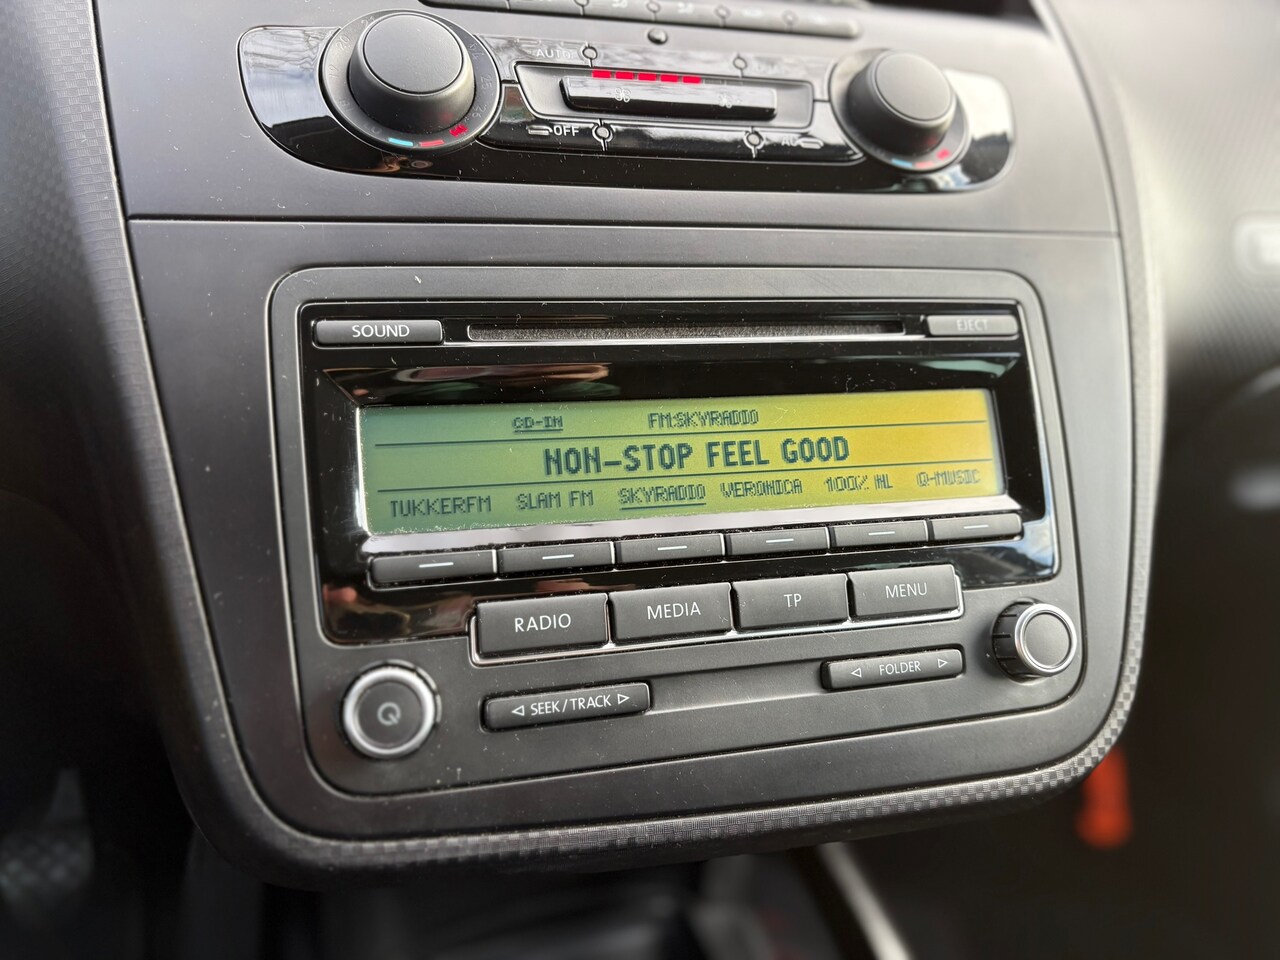 AUTO
OFF
SOUND
EJECT
CD-IN FM:SKYRADIO
NON-STOP FEEL GOOD
TUKKERFM SLAM FM SKYRADIO VERONICA 100% NL Q-MUSIC
RADIO MEDIA TP MENU
SEEK/TRACK
FOLDER